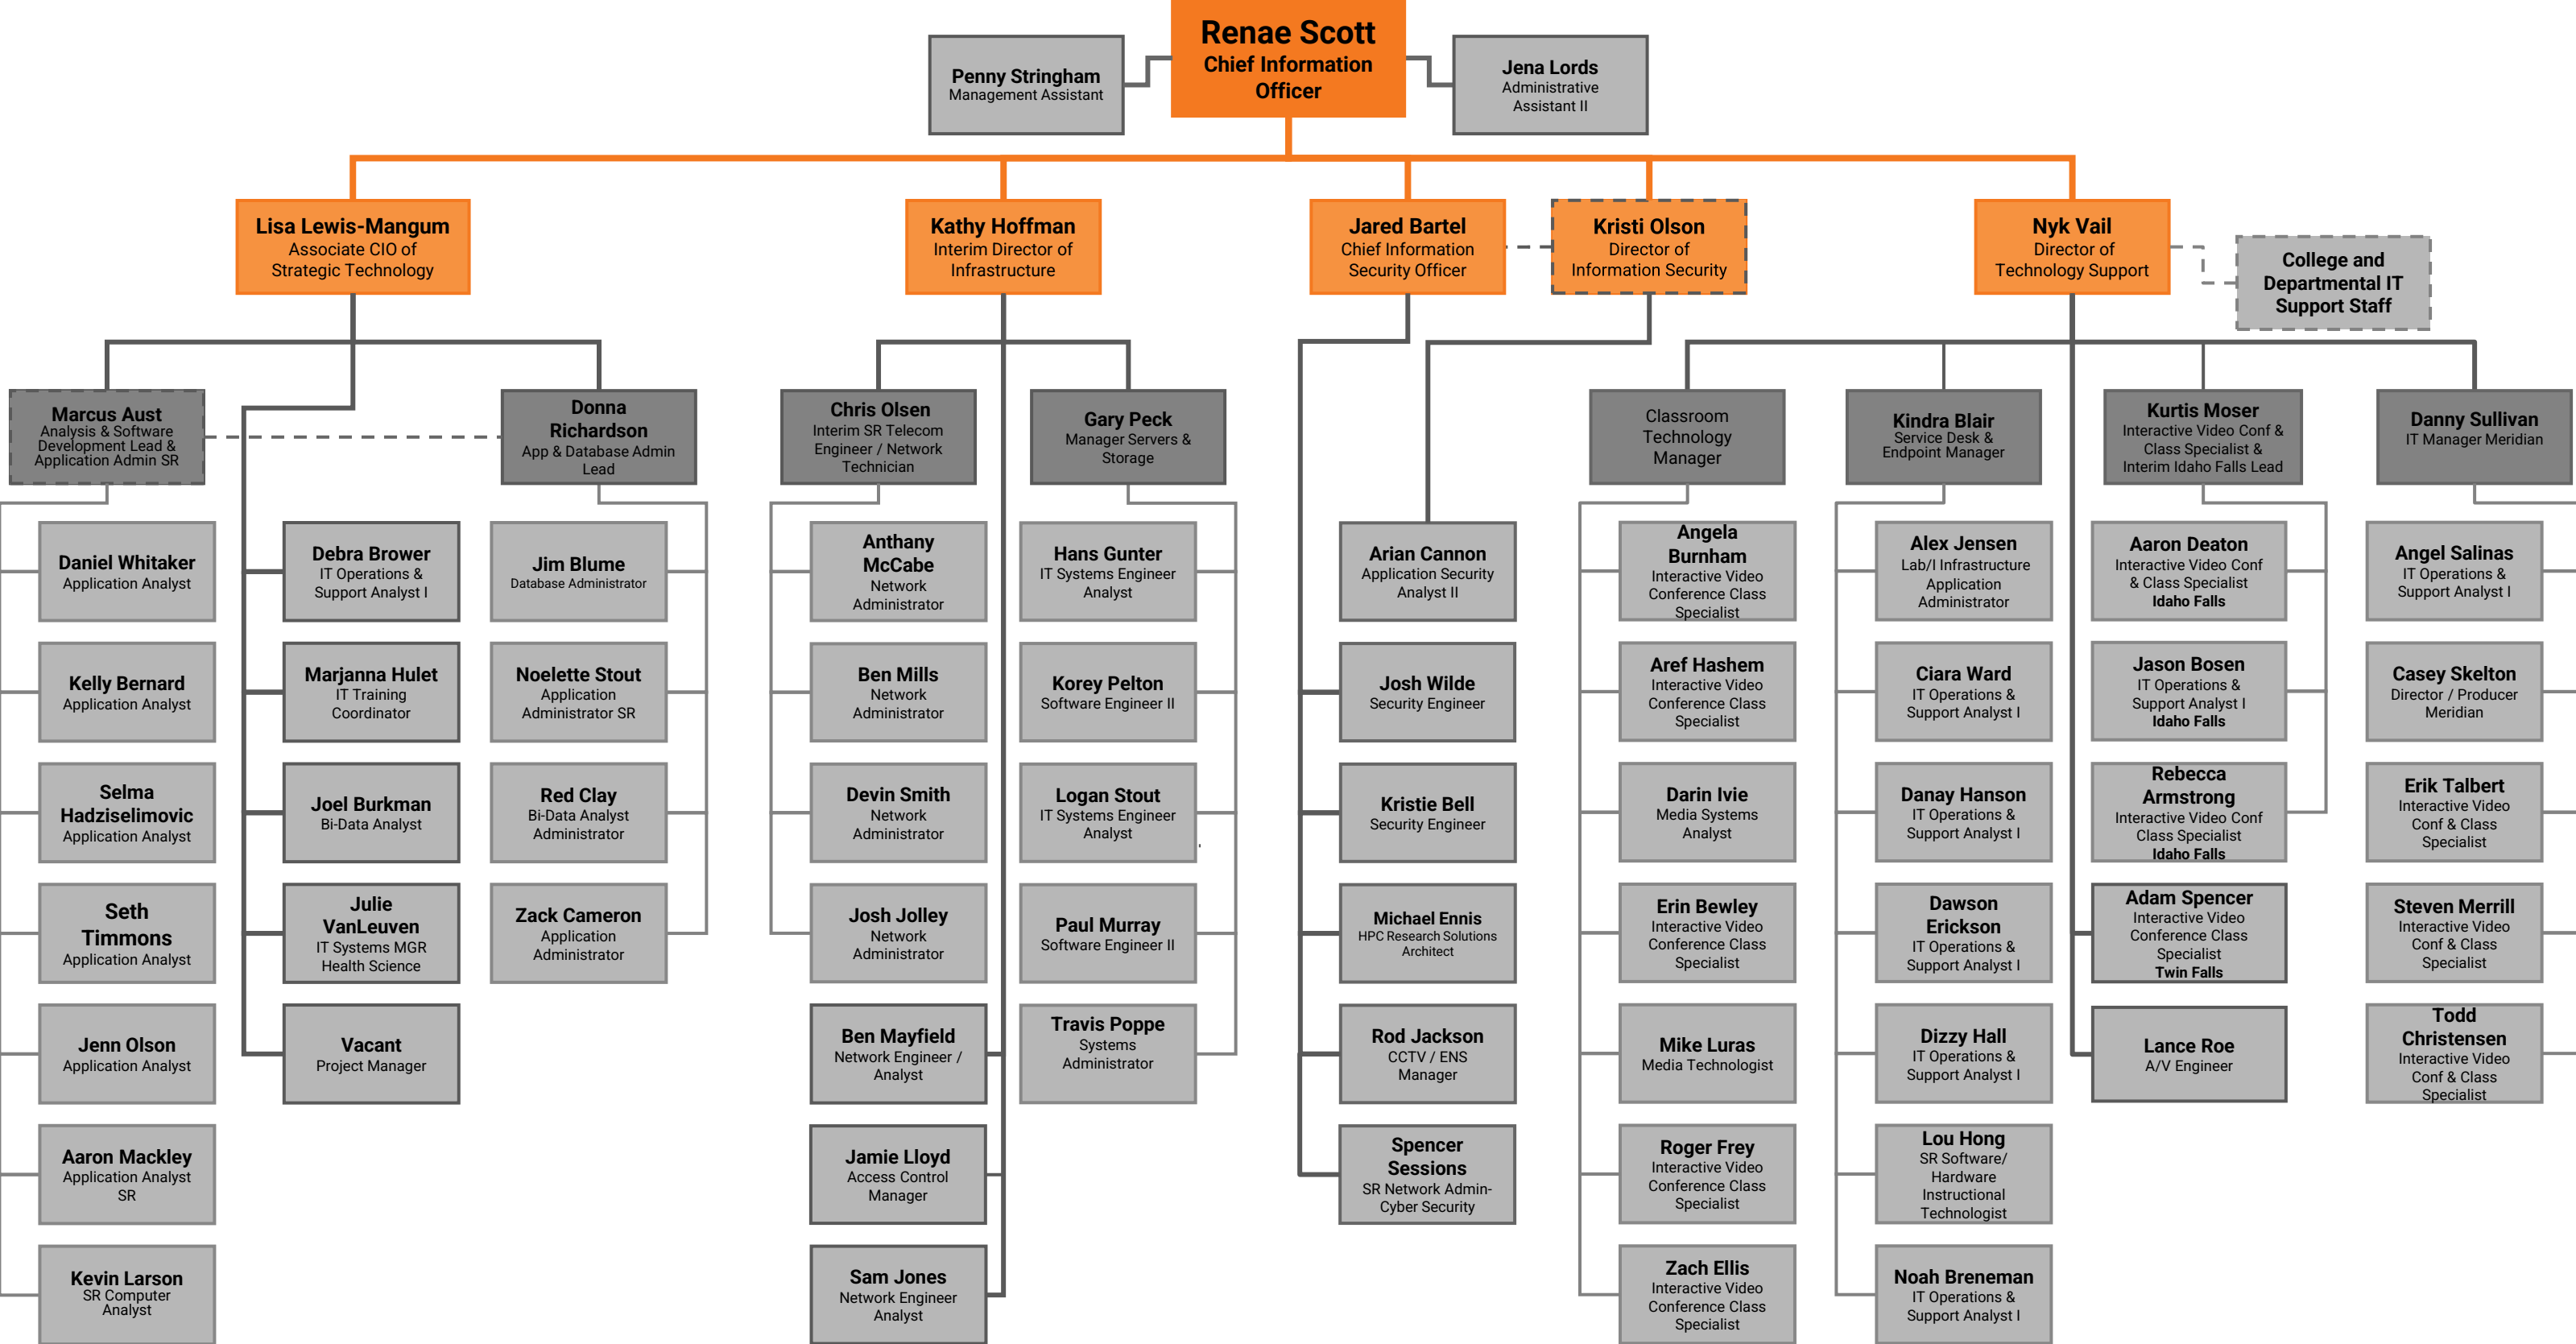 Renae Scott
Chief Information
Officer
Penny Stringham
Management Assistant
Jena Lords
Administrative
Assistant II
Lisa Lewis-Mangum
Associate CIO of
Strategic Technology
Kathy Hoffman
Interim Director of
Infrastructure
Jared Bartel
Chief Information
Security Officer
Kristi Olson
Director of
Information Security
Nyk Vail
Director of
Technology Support
College and
Departmental IT
Support Staff
Marcus Aust
Analysis & Software
Development Lead &
Application Admin SR
Donna
Richardson
App & Database Admin
Lead
Chris Olsen
Interim SR Telecom
Engineer / Network
Technician
Gary Peck
Manager Servers &
Storage
Classroom
Technology
Manager
Kindra Blair
Service Desk &
Endpoint Manager
Kurtis Moser
Interactive Video Conf &
Class Specialist &
Interim Idaho Falls Lead
Danny Sullivan
IT Manager Meridian
Daniel Whitaker
Application Analyst
Kelly Bernard
Application Analyst
Selma
Hadziselimovic
Application Analyst
Seth
Timmons
Application Analyst
Jenn Olson
Application Analyst
Aaron Mackley
Application Analyst
SR
Kevin Larson
SR Computer
Analyst
Debra Brower
IT Operations &
Support Analyst I
Marjanna Hulet
IT Training
Coordinator
Joel Burkman
Bi-Data Analyst
Julie
VanLeuven
IT Systems MGR
Health Science
Vacant
Project Manager
Jim Blume
Database Administrator
Noelette Stout
Application
Administrator SR
Red Clay
Bi-Data Analyst
Administrator
Zack Cameron
Application
Administrator
Anthany
McCabe
Network
Administrator
Ben Mills
Network
Administrator
Devin Smith
Network
Administrator
Josh Jolley
Network
Administrator
Ben Mayfield
Network Engineer /
Analyst
Jamie Lloyd
Access Control
Manager
Sam Jones
Network Engineer
Analyst
Hans Gunter
IT Systems Engineer
Analyst
Korey Pelton
Software Engineer II
Logan Stout
IT Systems Engineer
Analyst
Paul Murray
Software Engineer II
Travis Poppe
Systems
Administrator
Arian Cannon
Application Security
Analyst II
Josh Wilde
Security Engineer
Kristie Bell
Security Engineer
Michael Ennis
HPC Research Solutions
Architect
Rod Jackson
CCTV / ENS
Manager
Spencer
Sessions
SR Network Admin-
Cyber Security
Angela
Burnham
Interactive Video
Conference Class
Specialist
Aref Hashem
Interactive Video
Conference Class
Specialist
Darin Ivie
Media Systems
Analyst
Erin Bewley
Interactive Video
Conference Class
Specialist
Mike Luras
Media Technologist
Roger Frey
Interactive Video
Conference Class
Specialist
Zach Ellis
Interactive Video
Conference Class
Specialist
Alex Jensen
Lab/I Infrastructure
Application
Administrator
Ciara Ward
IT Operations &
Support Analyst I
Danay Hanson
IT Operations &
Support Analyst I
Dawson
Erickson
IT Operations &
Support Analyst I
Dizzy Hall
IT Operations &
Support Analyst I
Lou Hong
SR Software/
Hardware
Instructional
Technologist
Noah Breneman
IT Operations &
Support Analyst I
Aaron Deaton
Interactive Video Conf
& Class Specialist
Idaho Falls
Jason Bosen
IT Operations &
Support Analyst I
Idaho Falls
Rebecca
Armstrong
Interactive Video Conf
Class Specialist
Idaho Falls
Adam Spencer
Interactive Video
Conference Class
Specialist
Twin Falls
Lance Roe
A/V Engineer
Angel Salinas
IT Operations &
Support Analyst I
Casey Skelton
Director / Producer
Meridian
Erik Talbert
Interactive Video
Conf & Class
Specialist
Steven Merrill
Interactive Video
Conf & Class
Specialist
Todd
Christensen
Interactive Video
Conf & Class
Specialist